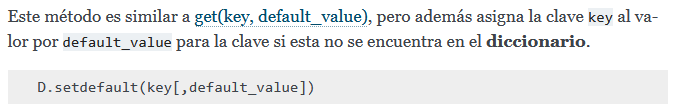 Este método es similar a get(key, default_value), pero además asigna la clave key al va-
lor por default_value para la clave si esta no se encuentra en el diccionario.
D.setdefault(key[,default_value])